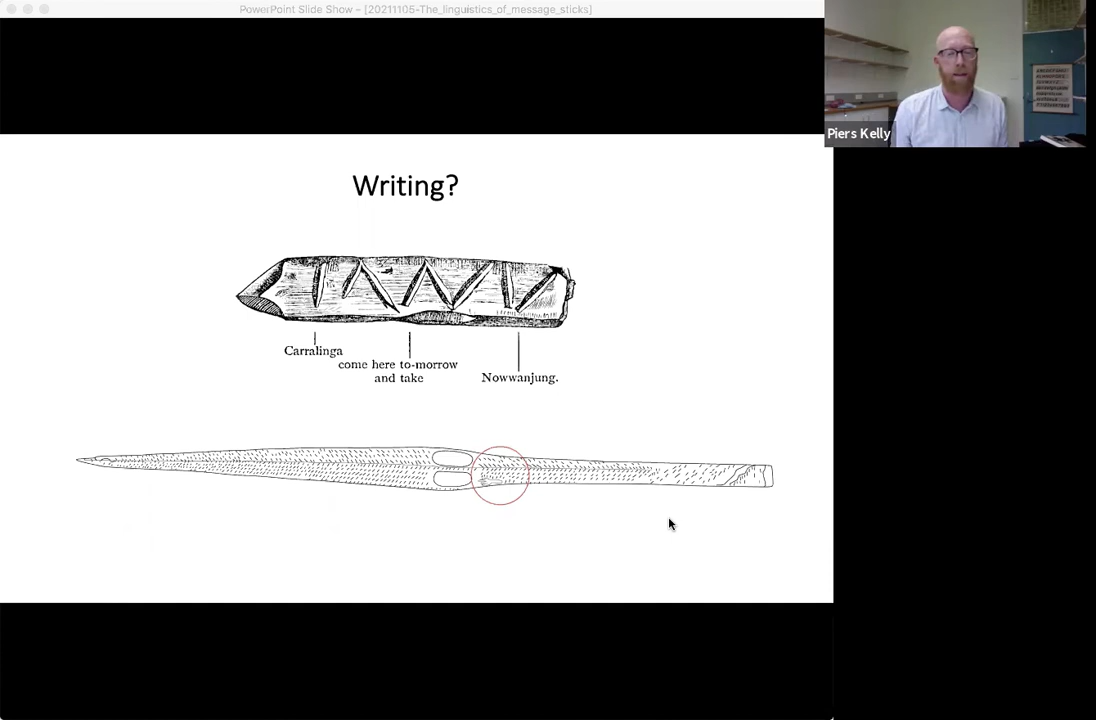 PowerPoint Slide Show – [20211105-The_linguistics_of_message_sticks]
Piers Kelly
Writing?
Carralinga
come here to-morrow
and take
Nowwanjung.